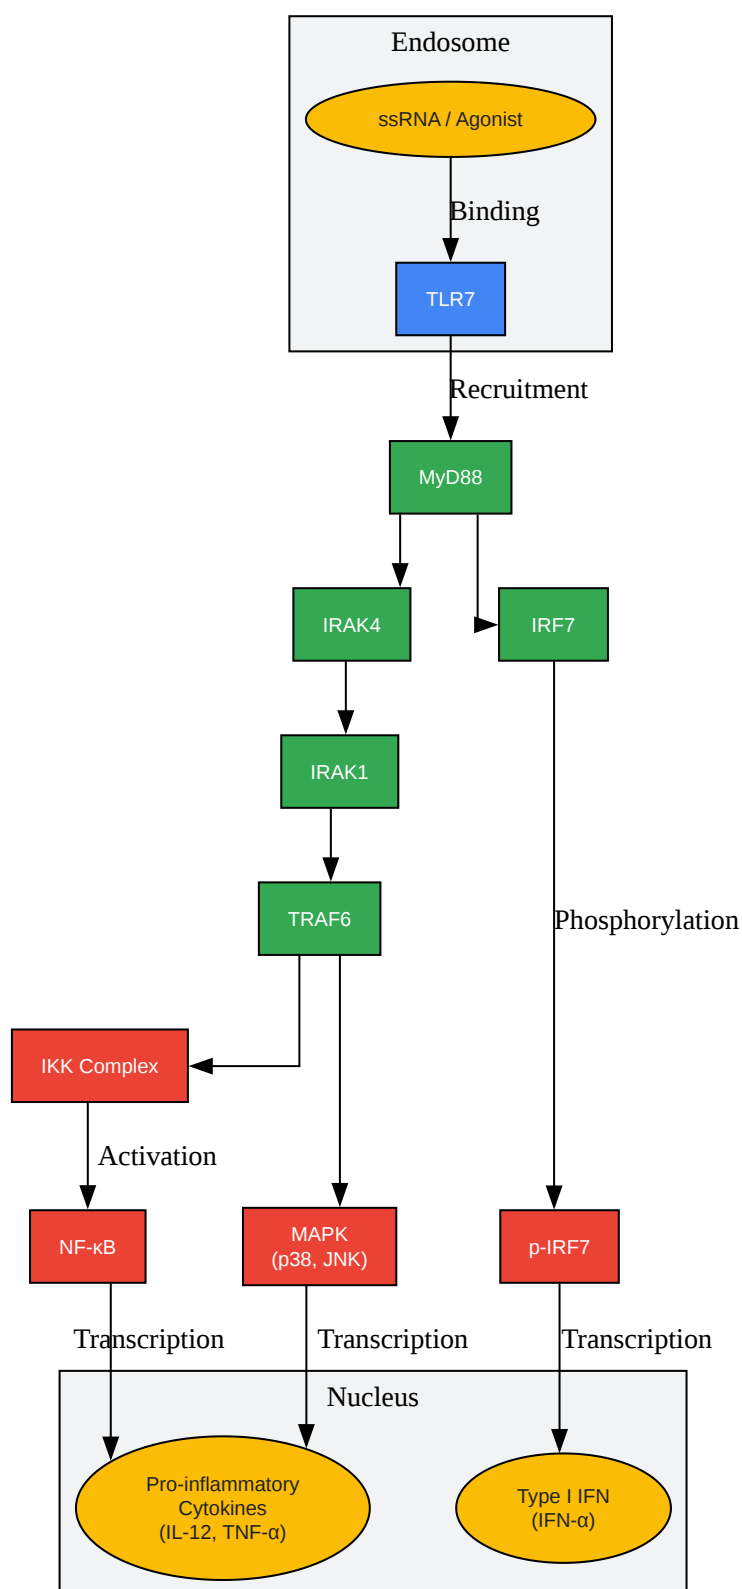 Endosome
ssRNA / Agonist
Binding
TLR7
Recruitment
MyD88
IRAK4
IRF7
IRAK1
TRAF6
Phosphorylation
IKK Complex
Activation
NF-κB
MAPK
(p38, JNK)
p-IRF7
Transcription
Transcription
Transcription
Nucleus
Pro-inflammatory
Cytokines
(IL-12, TNF-α)
Type I IFN
(IFN-α)